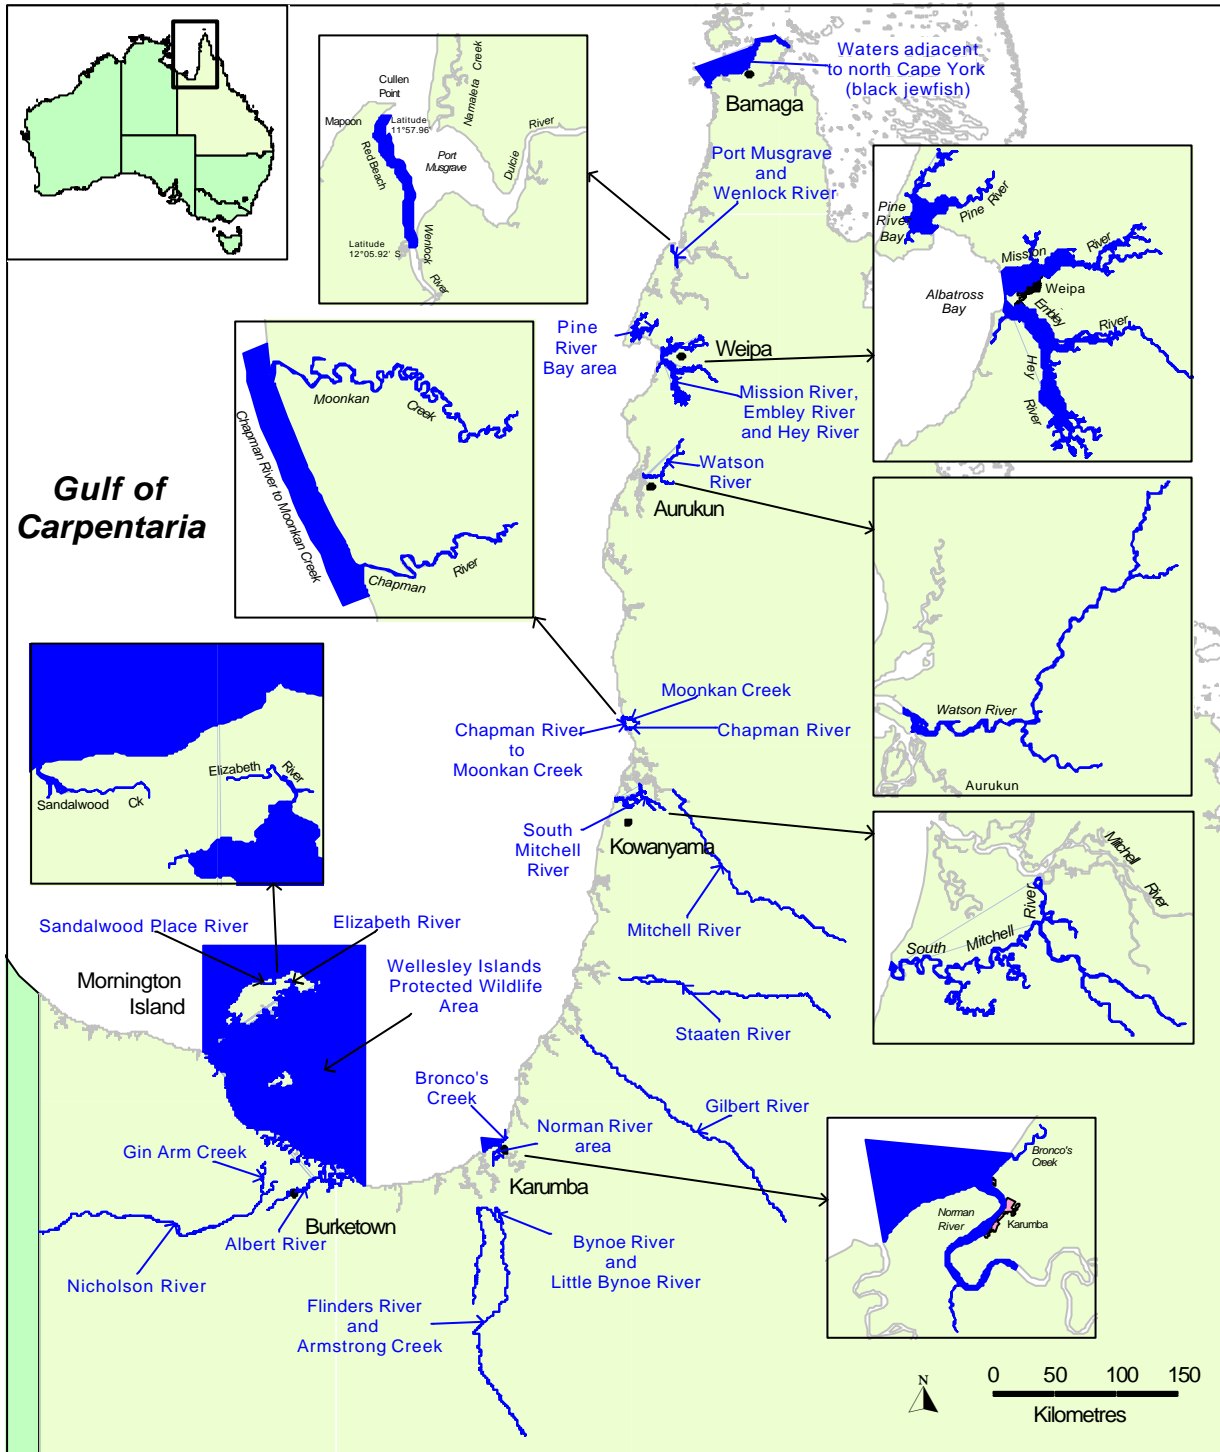 Waters adjacent
to north Cape York
(black jewfish)
Bamaga
Cullen
Point
Mapoon
Latitude
11°57.96'
Namaleta Creek
Red Beach
Port
Musgrave
Dulcie
River
Latitude
12°05.92' S
Wenlock
River
Port Musgrave
and
Wenlock River
Pine
River
Bay
Pine River
Mission
River
Albatross
Bay
Weipa
Embley
River
Hey
River
Pine
River
Bay area
Weipa
Mission River,
Embley River
and Hey River
Moonkan
Creek
Chapman River to Moonkan Creek
Chapman
River
Gulf of
Carpentaria
Watson
River
Aurukun
Watson River
Aurukun
Moonkan Creek
Chapman River
to
Moonkan Creek
Chapman River
Elizabeth
River
Sandalwood
Ck
South
Mitchell
River
Kowanyama
Mitchell
River
South
Mitchell
River
Sandalwood Place River
Elizabeth River
Mitchell River
Mornington
Island
Wellesley Islands
Protected Wildlife
Area
Staaten River
Bronco's
Creek
Gilbert River
Norman River
area
Karumba
Bronco's
Creek
Norman
River
Karumba
Gin Arm Creek
Burketown
Albert River
Nicholson River
Bynoe River
and
Little Bynoe River
Flinders River
and
Armstrong Creek
N
0 50 100 150
Kilometres